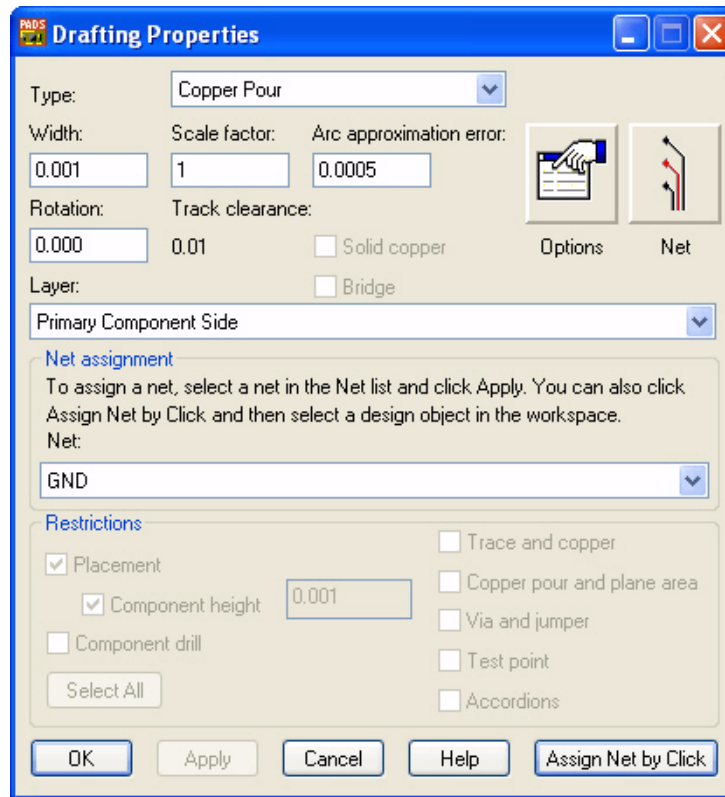 PADS
Drafting Properties
Type:
Copper Pour
Width:
Scale factor:
Arc approximation error:
0.001
1
0.0005
Rotation:
Track clearance:
0.000
0.01
Solid copper
Options
Net
Layer:
Bridge
Primary Component Side
Net assignment
To assign a net, select a net in the Net list and click Apply. You can also click
Assign Net by Click and then select a design object in the workspace.
Net:
GND
Restrictions
Placement
Component height
0.001
Component drill
Select All
Trace and copper
Copper pour and plane area
Via and jumper
Test point
Accordions
OK
Apply
Cancel
Help
Assign Net by Click